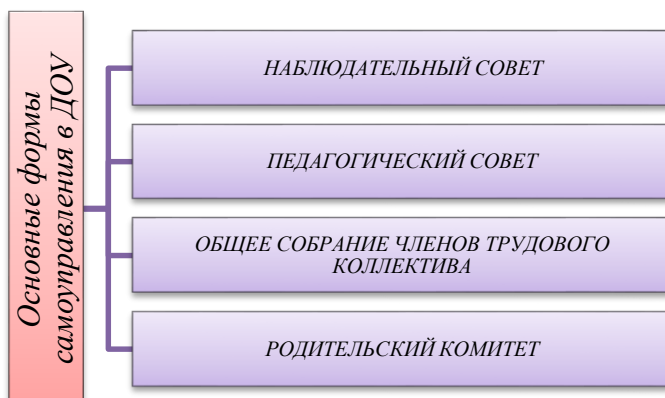 Основные формы
самоуправления в ДОУ
НАБЛЮДАТЕЛЬНЫЙ СОВЕТ
ПЕДАГОГИЧЕСКИЙ СОВЕТ
ОБЩЕЕ СОБРАНИЕ ЧЛЕНОВ ТРУДОВОГО
КОЛЛЕКТИВА
РОДИТЕЛЬСКИЙ КОМИТЕТ